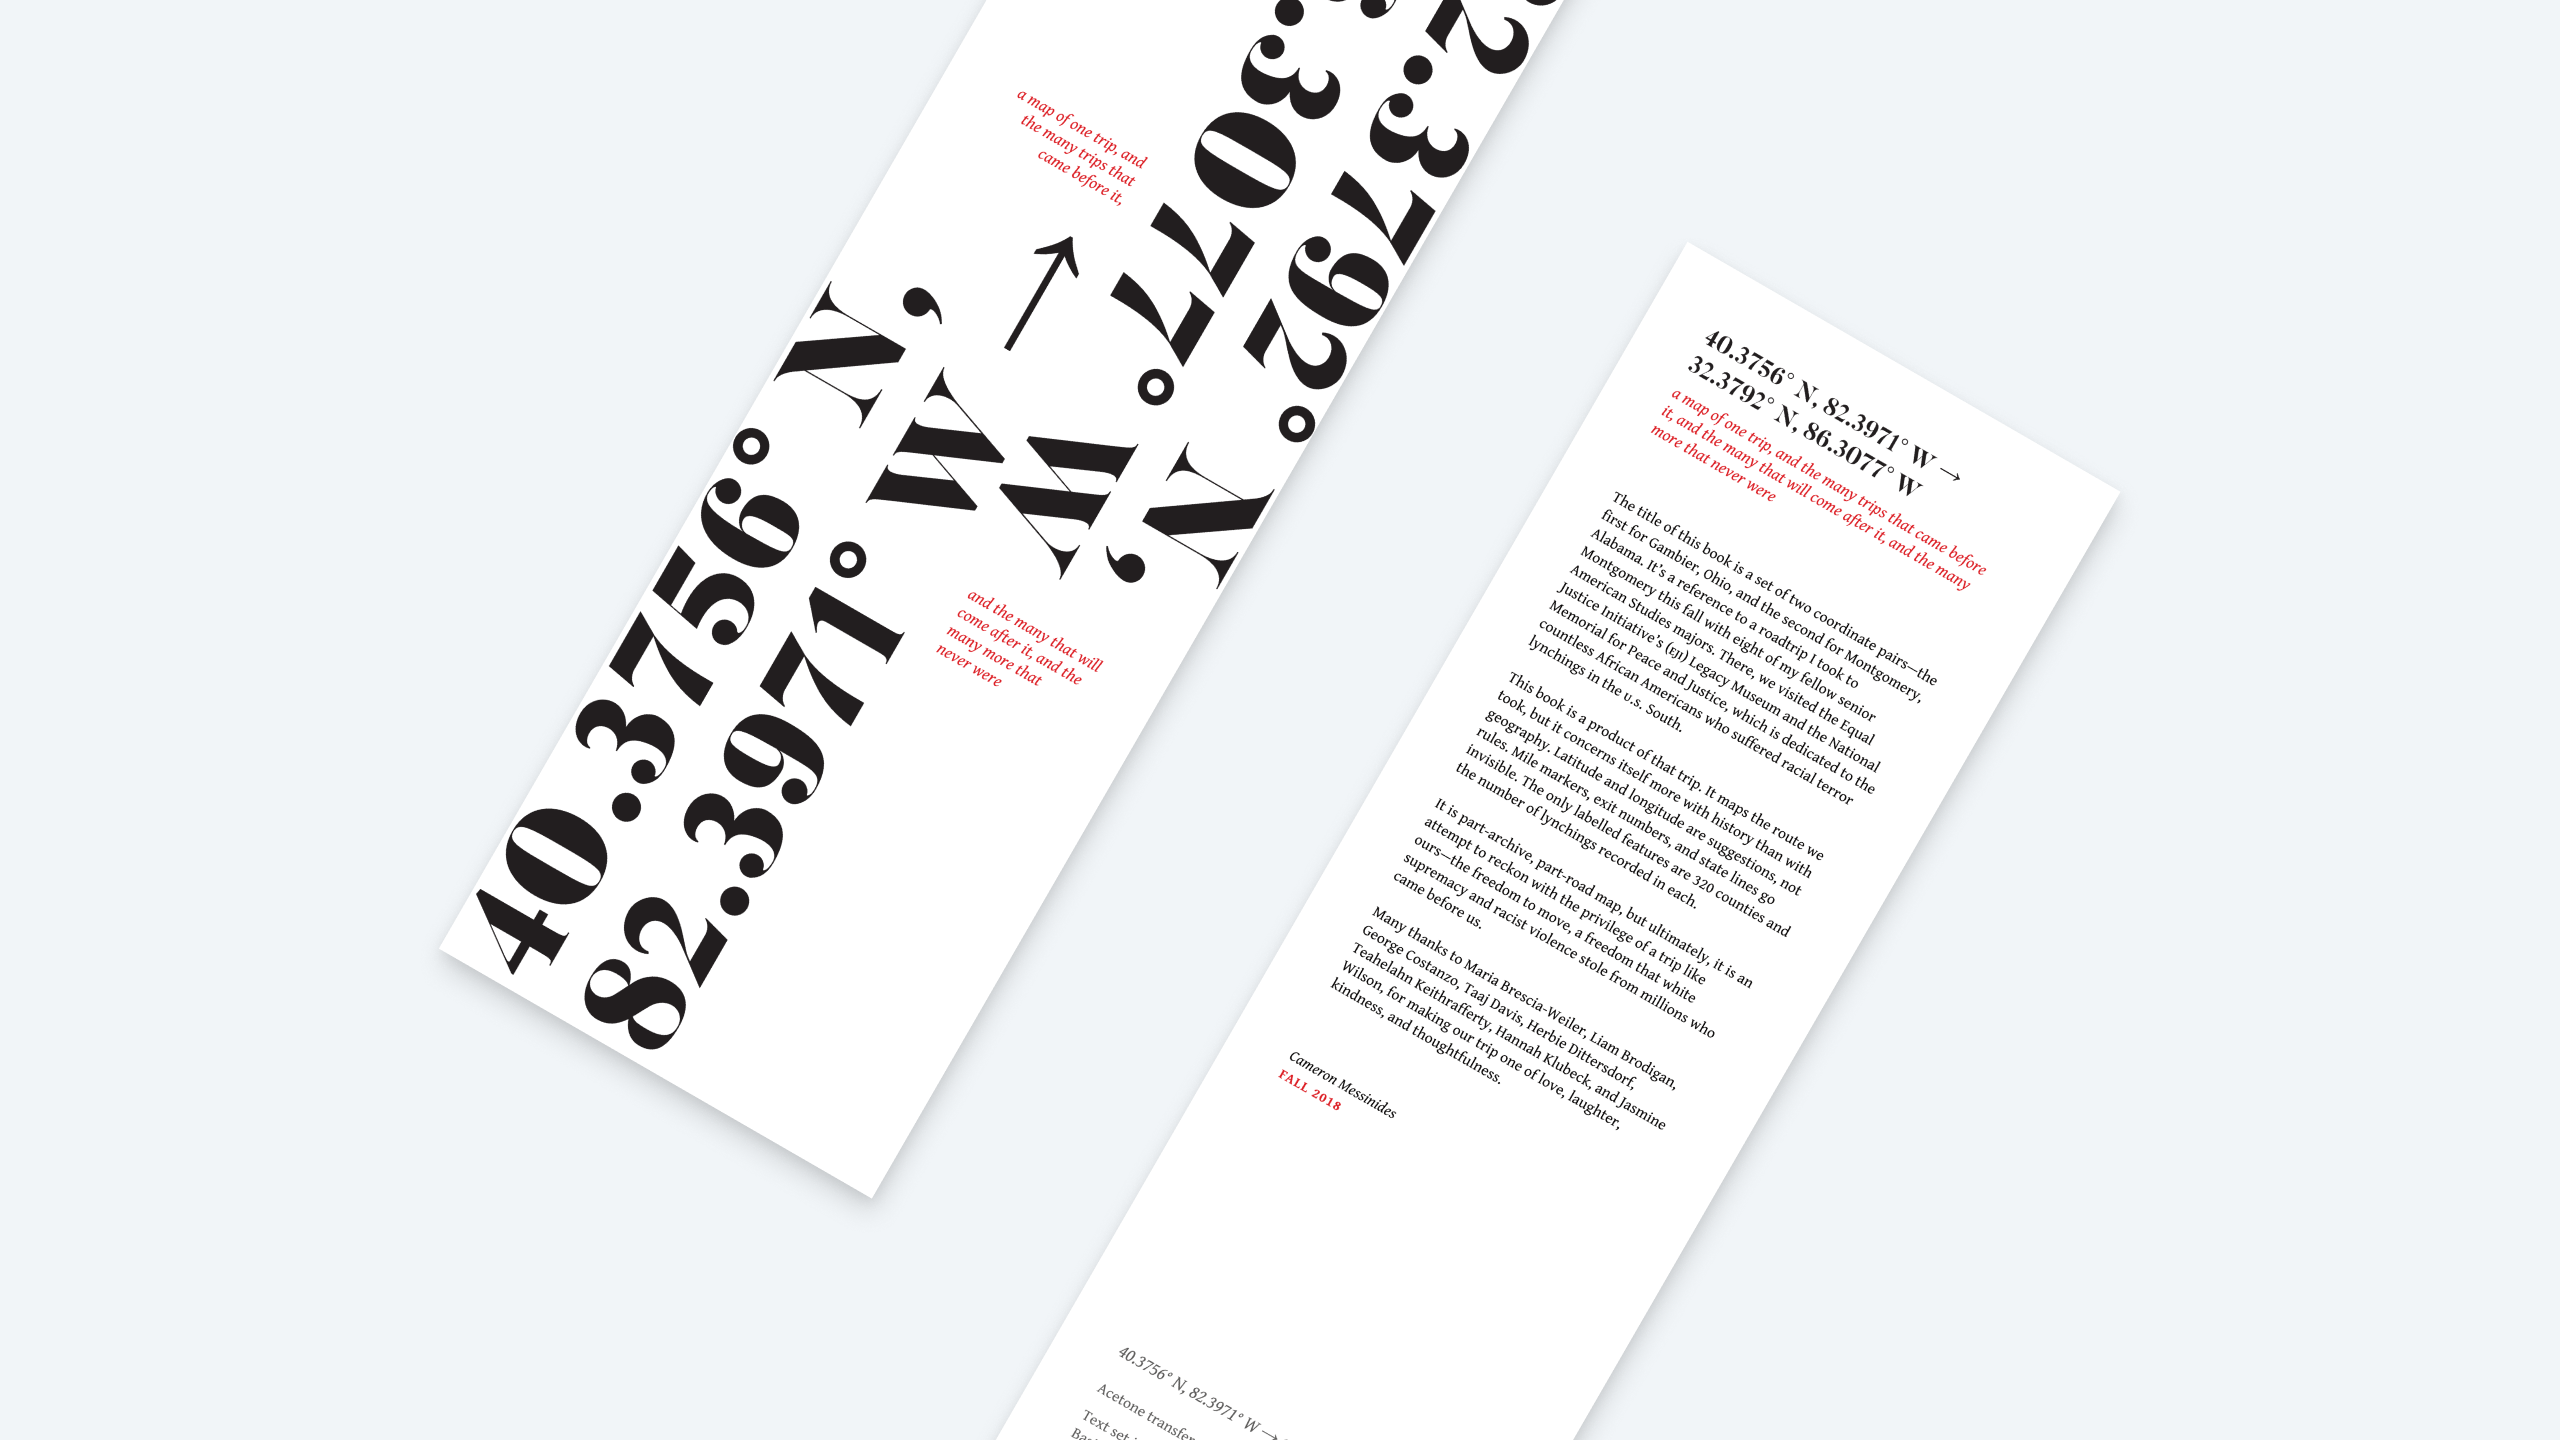 40.3756° N,
82.3971° W
→
a map of one trip, and
the many trips that
came before it,
2.3792° N,
.3077° W
and the many that will
come after it, and the
many more that
never were
40.3756° N, 82.3971° W →
32.3792° N, 86.3077° W
a map of one trip, and the many trips that came before
it, and the many that will come after it, and the many
more that never were
The title of this book is a set of two coordinate pairs—the
first for Gambier, Ohio, and the second for Montgomery,
Alabama. It’s a reference to a roadtrip I took to
Montgomery this fall with eight of my fellow senior
American Studies majors. There, we visited the Equal
Justice Initiative’s (EJI) Legacy Museum and the National
Memorial for Peace and Justice, which is dedicated to the
countless African Americans who suffered racial terror
lynchings in the U.S. South.
This book is a product of that trip. It maps the route we
took, but it concerns itself more with history than with
geography. Latitude and longitude are suggestions, not
rules. Mile markers, exit numbers, and state lines go
invisible. The only labelled features are 320 counties and
the number of lynchings recorded in each.
It is part-archive, part-road map, but ultimately, it is an
attempt to reckon with the privilege of a trip like
ours—the freedom to move, a freedom that white
supremacy and racist violence stole from millions who
came before us.
Many thanks to Maria Brescia-Weiler, Liam Brodigan,
George Costanzo, Taaj Davis, Herbie Dittersdorf,
Teahelahn Keithrafferty, Hannah Klubeck, and Jasmine
Wilson, for making our trip one of love, laughter,
kindness, and thoughtfulness.
Cameron Messinides
FALL 2018
40.3756° N, 82.3971° W →
Acetone transfer
Text set